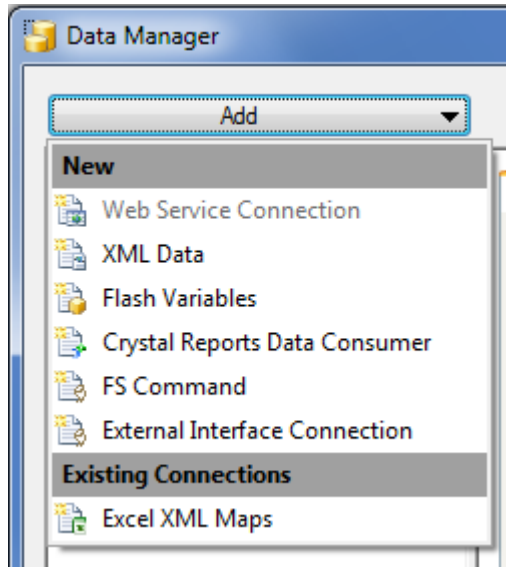 Data Manager
Add
New
Web Service Connection
XML Data
Flash Variables
Crystal Reports Data Consumer
FS Command
External Interface Connection
Existing Connections
Excel XML Maps